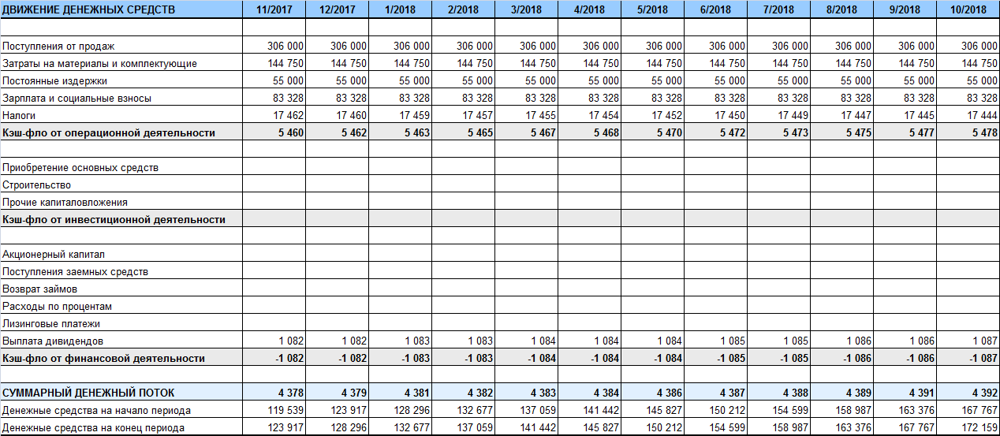 ДВИЖЕНИЕ ДЕНЕЖНЫХ СРЕДСТВ 11/2017 12/2017 1/2018 2/2018 3/2018 4/2018 5/2018 6/2018 7/2018 8/2018 9/2018 10/2018
Поступления от продаж 306 000 306 000 306 000 306 000 306 000 306 000 306 000 306 000 306 000 306 000 306 000 306 000
Затраты на материалы и комплектующие 144 750 144 750 144 750 144 750 144 750 144 750 144 750 144 750 144 750 144 750 144 750 144 750
Постоянные издержки 55 000 55 000 55 000 55 000 55 000 55 000 55 000 55 000 55 000 55 000 55 000 55 000
Зарплата и социальные взносы 83 328 83 328 83 328 83 328 83 328 83 328 83 328 83 328 83 328 83 328 83 328 83 328
Налоги 17 462 17 460 17 459 17 457 17 455 17 454 17 452 17 450 17 449 17 447 17 445 17 444
Кэш-фло от операционной деятельности 5 460 5 462 5 463 5 465 5 467 5 468 5 470 5 472 5 473 5 475 5 477 5 478
Приобретение основных средств
Строительство
Прочие капиталовложения
Кэш-фло от инвестиционной деятельности
Акционерный капитал
Поступления заемных средств
Возврат займов
Расходы по процентам
Лизинговые платежи
Выплата дивидендов 1 082 1 082 1 083 1 083 1 084 1 084 1 084 1 085 1 085 1 086 1 086 1 087
Кэш-фло от финансовой деятельности -1 082 -1 082 -1 083 -1 083 -1 084 -1 084 -1 084 -1 085 -1 085 -1 086 -1 086 -1 087
СУММАРНЫЙ ДЕНЕЖНЫЙ ПОТОК 4 378 4 379 4 381 4 382 4 383 4 384 4 386 4 387 4 388 4 389 4 391 4 392
Денежные средства на начало периода 119 539 123 917 128 296 132 677 137 059 141 442 145 827 150 212 154 599 158 987 163 376 167 767
Денежные средства на конец периода 123 917 128 296 132 677 137 059 141 442 145 827 150 212 154 599 158 987 163 376 167 767 172 159